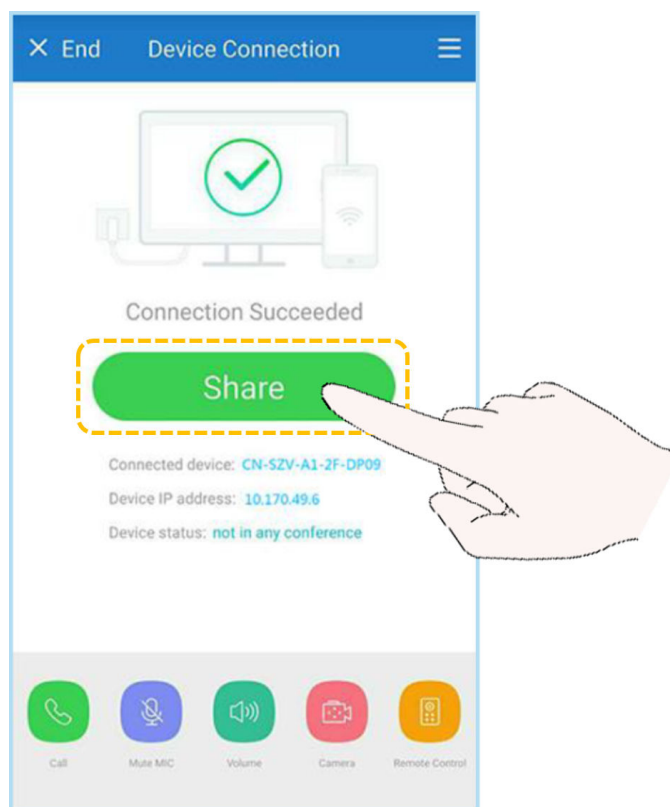 × End Device Connection
Connection Succeeded
Share
Connected device: CN-SZV-A1-2F-DP09
Device IP address: 10.170.49.6
Device status: not in any conference
Call Mute MIC Volume Camera Remote Control